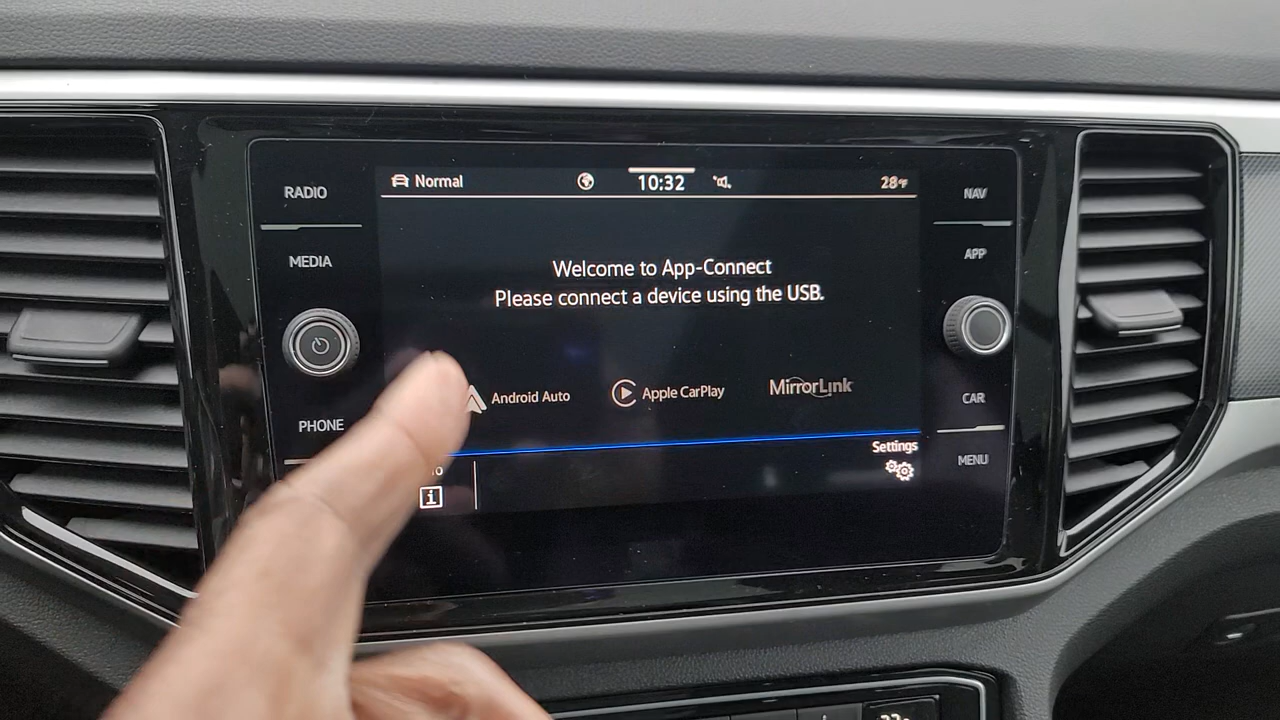 RADIO
MEDIA
PHONE
Normal
10:32
28°F
Welcome to App-Connect
Please connect a device using the USB.
Android Auto
Apple CarPlay
MirrorLink
Settings
NAV
APP
CAR
MENU